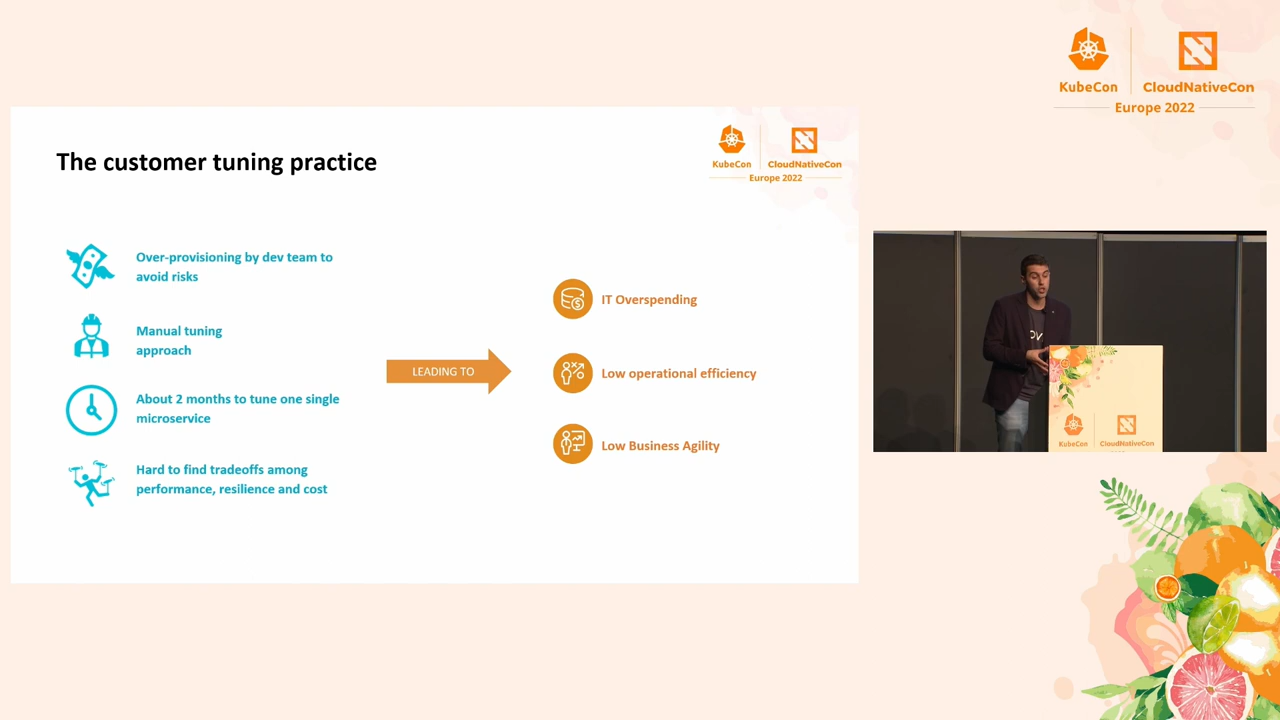 KubeCon
CloudNativeCon
Europe 2022
The customer tuning practice
KubeCon
CloudNativeCon
Europe 2022
Over-provisioning by dev team to
avoid risks
Manual tuning
approach
About 2 months to tune one single
microservice
Hard to find tradeoffs among
performance, resilience and cost
LEADING TO
IT Overspending
Low operational efficiency
Low Business Agility
KubeCon
CloudNativeCon